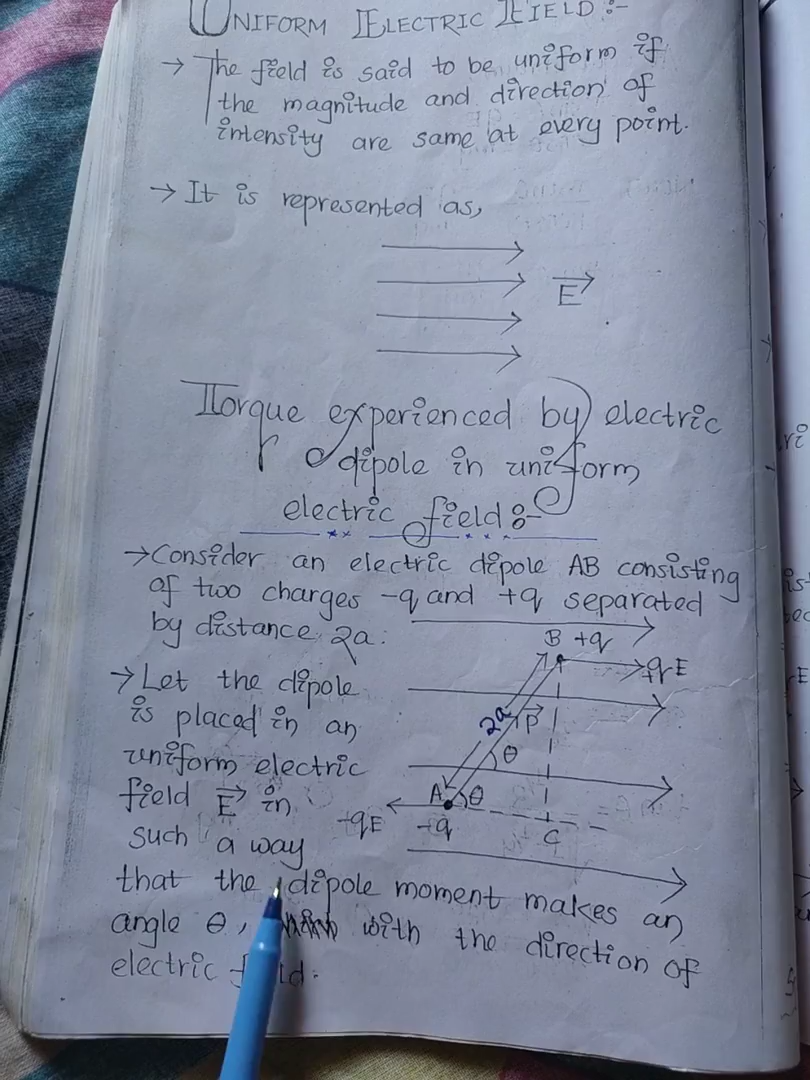 UNIFORM ELECTRIC FIELD:-
→ The field is said to be uniform if
the magnitude and direction of
intensity are same at every point.
→ It is represented as,
E
Torque experienced by electric
dipole in uniform
electric field:-
→ Consider an electric dipole AB consisting
of two charges -q and +q separated
by distance 2a.
B +q
qE
→ Let the dipole
is placed in an
uniform electric
field E in
such a way
2a
P
θ
A θ
-qE -q C
that the dipole moment makes an
angle θ, with the direction of
electric field.